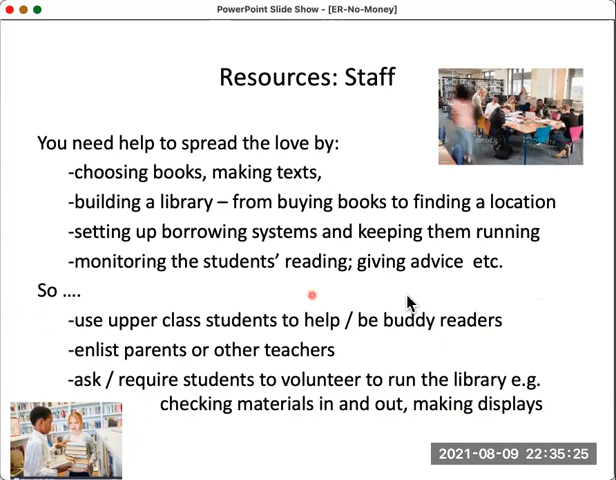 PowerPoint Slide Show - [ER-No-Money]
Resources: Staff
You need help to spread the love by:
-choosing books, making texts,
-building a library – from buying books to finding a location
-setting up borrowing systems and keeping them running
-monitoring the students’ reading; giving advice etc.
So ....
-use upper class students to help / be buddy readers
-enlist parents or other teachers
-ask / require students to volunteer to run the library e.g.
checking materials in and out, making displays
2021-08-09 22:35:25